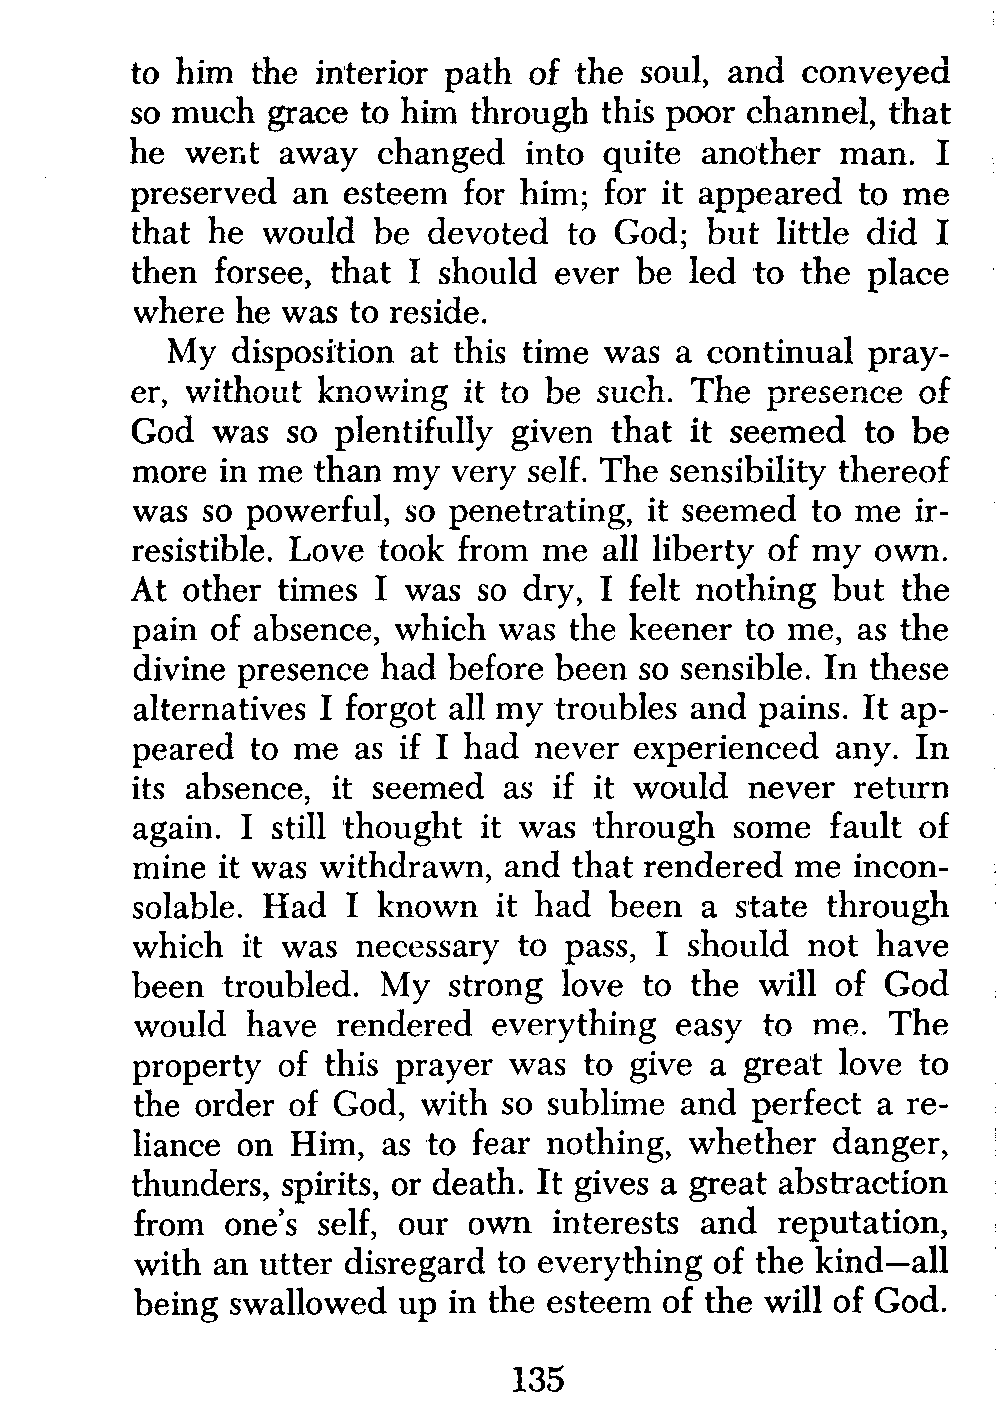 to him the interior path of the soul, and conveyed
so much grace to him through this poor channel, that
he went away changed into quite another man. I
preserved an esteem for him; for it appeared to me
that he would be devoted to God; but little did I
then forsee, that I should ever be led to the place
where he was to reside.
My disposition at this time was a continual pray-
er, without knowing it to be such. The presence of
God was so plentifully given that it seemed to be
more in me than my very self. The sensibility thereof
was so powerful, so penetrating, it seemed to me ir-
resistible. Love took from me all liberty of my own.
At other times I was so dry, I felt nothing but the
pain of absence, which was the keener to me, as the
divine presence had before been so sensible. In these
alternatives I forgot all my troubles and pains. It ap-
peared to me as if I had never experienced any. In
its absence, it seemed as if it would never return
again. I still thought it was through some fault of
mine it was withdrawn, and that rendered me incon-
solable. Had I known it had been a state through
which it was necessary to pass, I should not have
been troubled. My strong love to the will of God
would have rendered everything easy to me. The
property of this prayer was to give a great love to
the order of God, with so sublime and perfect a re-
liance on Him, as to fear nothing, whether danger,
thunders, spirits, or death. It gives a great abstraction
from one's self, our own interests and reputation,
with an utter disregard to everything of the kind—all
being swallowed up in the esteem of the will of God.
135